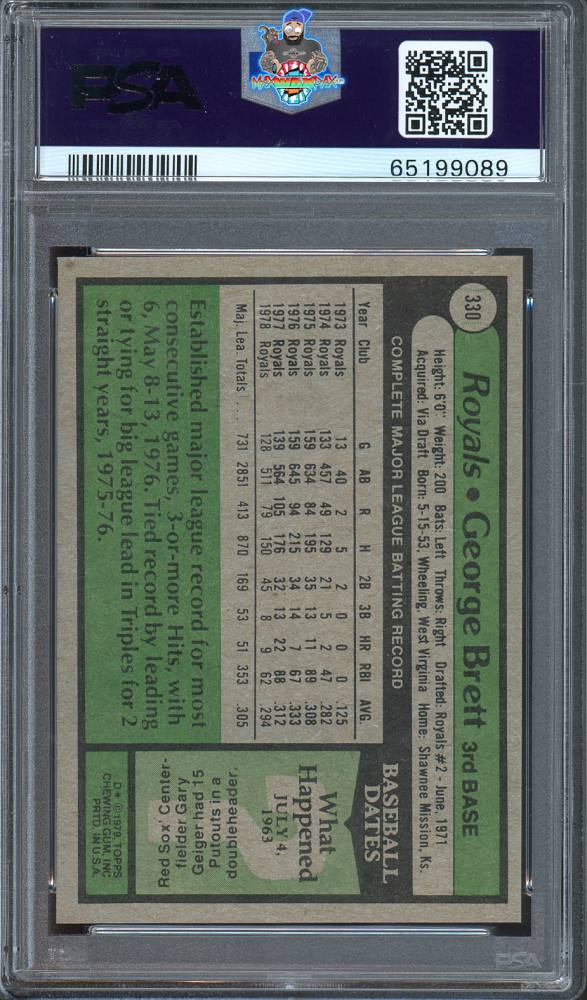 PSA
65199089
330
Royals • George Brett 3rd BASE
Height: 6'0" Weight: 200 Bats: Left Throws: Right Drafted: Royals #2 - June, 1971
Acquired: Via Draft Born: 5-15-53, Wheeling, West Virginia Home: Shawnee Mission, Ks.
COMPLETE MAJOR LEAGUE BATTING RECORD
Year Club G AB R H 2B 3B HR RBI AVG.
1973 Royals 13 40 2 5 2 0 0 0 .125
1974 Royals 133 457 49 129 21 5 2 47 .282
1975 Royals 159 634 84 195 35 13 11 89 .308
1976 Royals 159 645 94 215 34 14 7 67 .333
1977 Royals 139 564 105 176 32 13 22 88 .312
1978 Royals 128 511 79 150 45 8 9 62 .294
Maj. Lea. Totals .... 731 2851 413 870 169 53 51 353 .305
Established major league record for most
consecutive games, 3-or-more Hits, with
6, May 8-13, 1976. Tied record by leading
or tying for big league lead in Triples for 2
straight years, 1975-76.
BASEBALL
DATES
What
Happened
JULY 4,
1963
Red Sox Center-
fielder Gary
Geiger had 15
Putouts in a
doubleheader.
D* ©1979, TOPPS
CHEWING GUM, INC
PRTD. IN U.S.A.
PSA